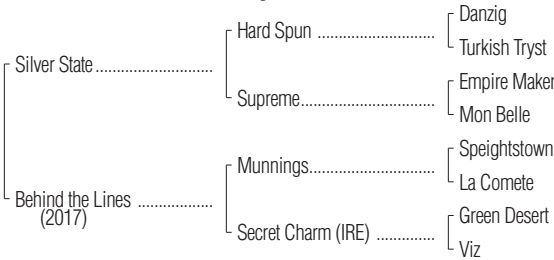 Danzig
Hard Spun ............................
Turkish Tryst
Silver State ............................
Empire Maker
Supreme ................................
Mon Belle
Speightstown
Munnings ..............................
La Comete
Behind the Lines ..................
(2017)
Green Desert
Secret Charm (IRE) ..............
Viz